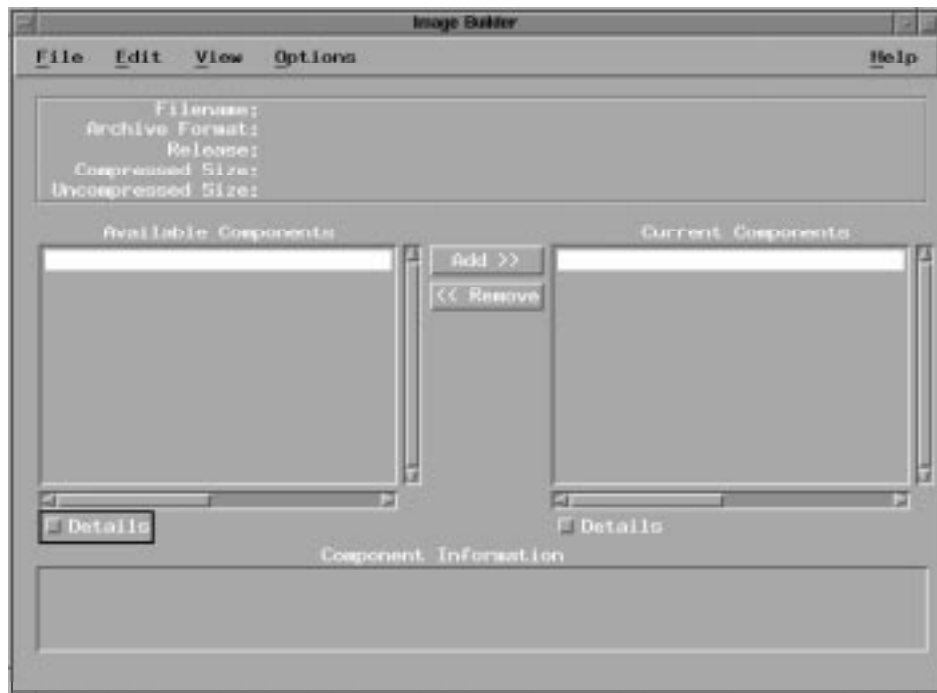 Image Builder
File Edit View Options Help
Filename:
Archive Format:
Release:
Compressed Size:
Uncompressed Size:
Available Components Current Components
Add >>
<< Remove
Details Details
Component Information